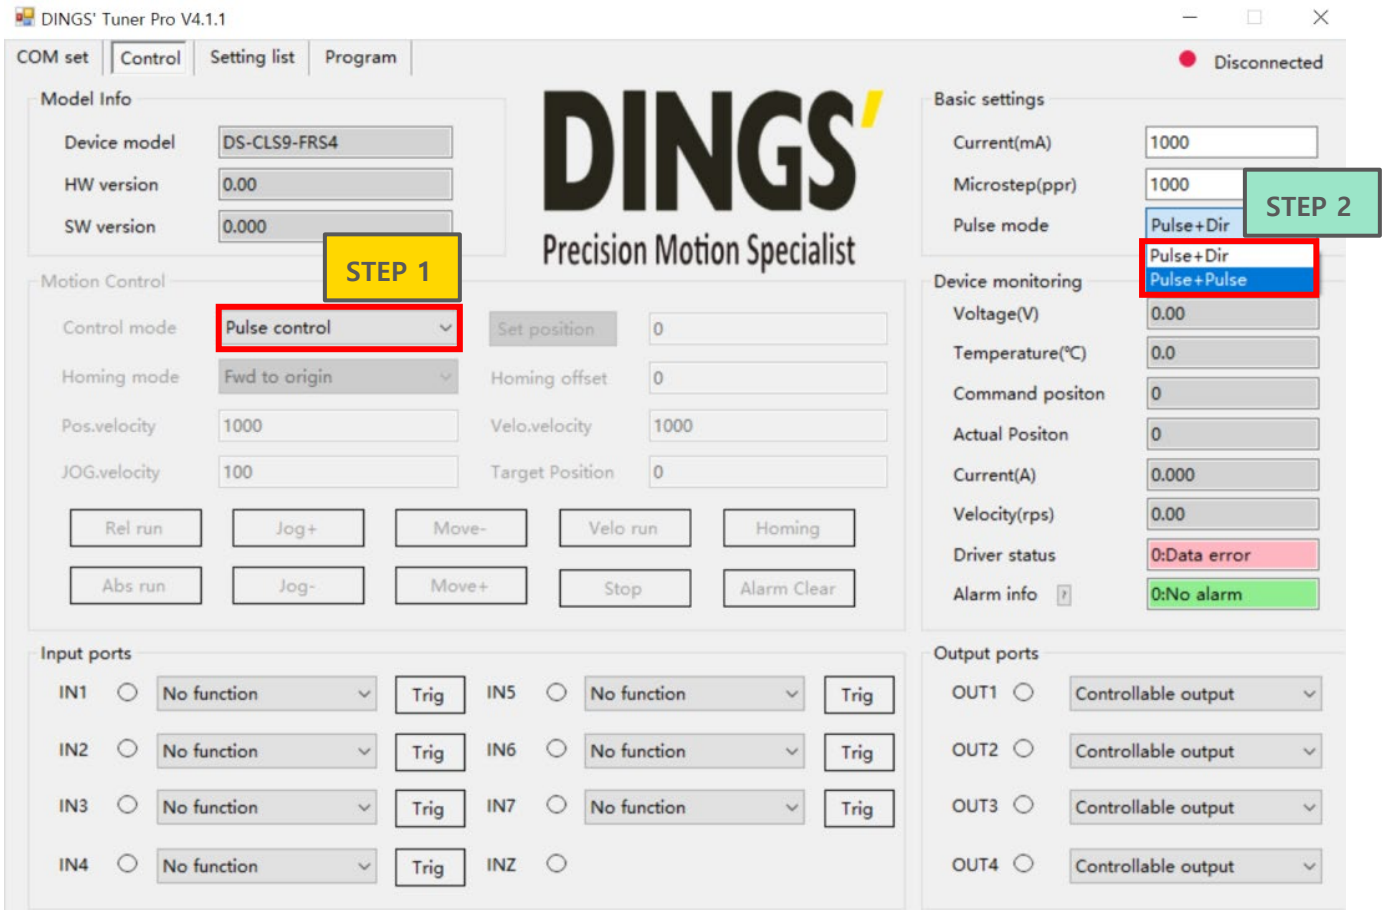 DINGS' Tuner Pro V4.1.1
COM set
Control
Setting list
Program
Disconnected
Model Info
Device model
DS-CLS9-FRS4
HW version
0.00
SW version
0.000
DINGS'
Precision Motion Specialist
Basic settings
Current(mA)
1000
Microstep(ppr)
1000
Pulse mode
Pulse+Dir
STEP 2
Pulse+Dir
Pulse+Pulse
STEP 1
Motion Control
Control mode
Pulse control
Set position
0
Homing mode
Fwd to origin
Homing offset
0
Pos.velocity
1000
Velo.velocity
1000
JOG.velocity
100
Target Position
0
Rel run
Jog+
Move-
Velo run
Homing
Abs run
Jog-
Move+
Stop
Alarm Clear
Device monitoring
Voltage(V)
0.00
Temperature(℃)
0.0
Command positon
0
Actual Positon
0
Current(A)
0.000
Velocity(rps)
0.00
Driver status
0:Data error
Alarm info
?
0:No alarm
Input ports
IN1
No function
Trig
IN5
No function
Trig
IN2
No function
Trig
IN6
No function
Trig
IN3
No function
Trig
IN7
No function
Trig
IN4
No function
Trig
INZ
Output ports
OUT1
Controllable output
OUT2
Controllable output
OUT3
Controllable output
OUT4
Controllable output